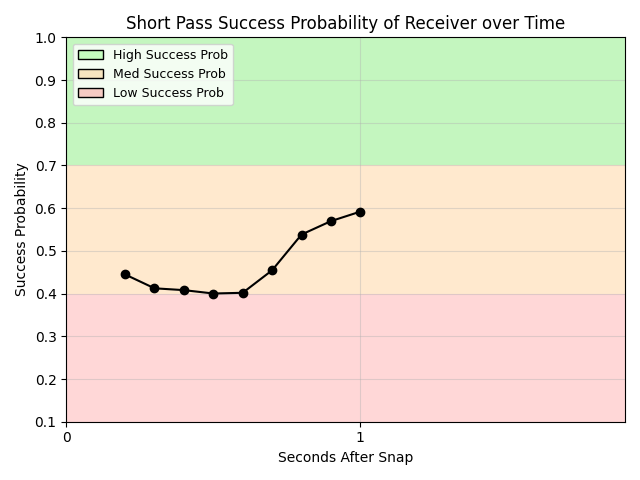 Short Pass Success Probability of Receiver over Time
1.0
0.9
0.8
0.7
0.6
0.5
0.4
0.3
0.2
0.1
Success Probability
High Success Prob
Med Success Prob
Low Success Prob
0
1
Seconds After Snap